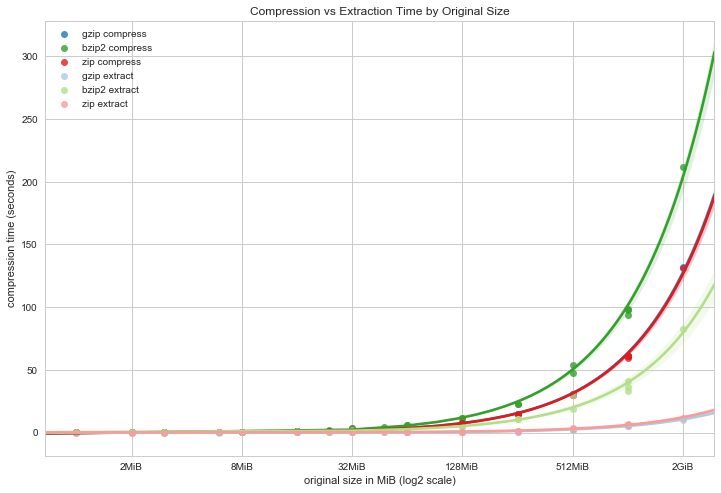 Compression vs Extraction Time by Original Size
gzip compress
bzip2 compress
zip compress
gzip extract
bzip2 extract
zip extract
compression time (seconds)
300
250
200
150
100
50
0
2MiB 8MiB 32MiB 128MiB 512MiB 2GiB
original size in MiB (log2 scale)